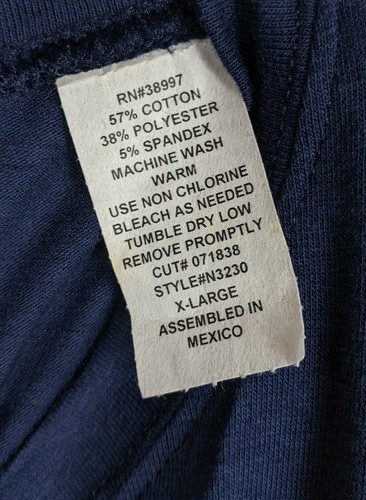 RN#38997
57% COTTON
38% POLYESTER
5% SPANDEX
MACHINE WASH
WARM
USE NON CHLORINE
BLEACH AS NEEDED
TUMBLE DRY LOW
REMOVE PROMPTLY
CUT# 071838
STYLE#N3230
X-LARGE
ASSEMBLED IN
MEXICO